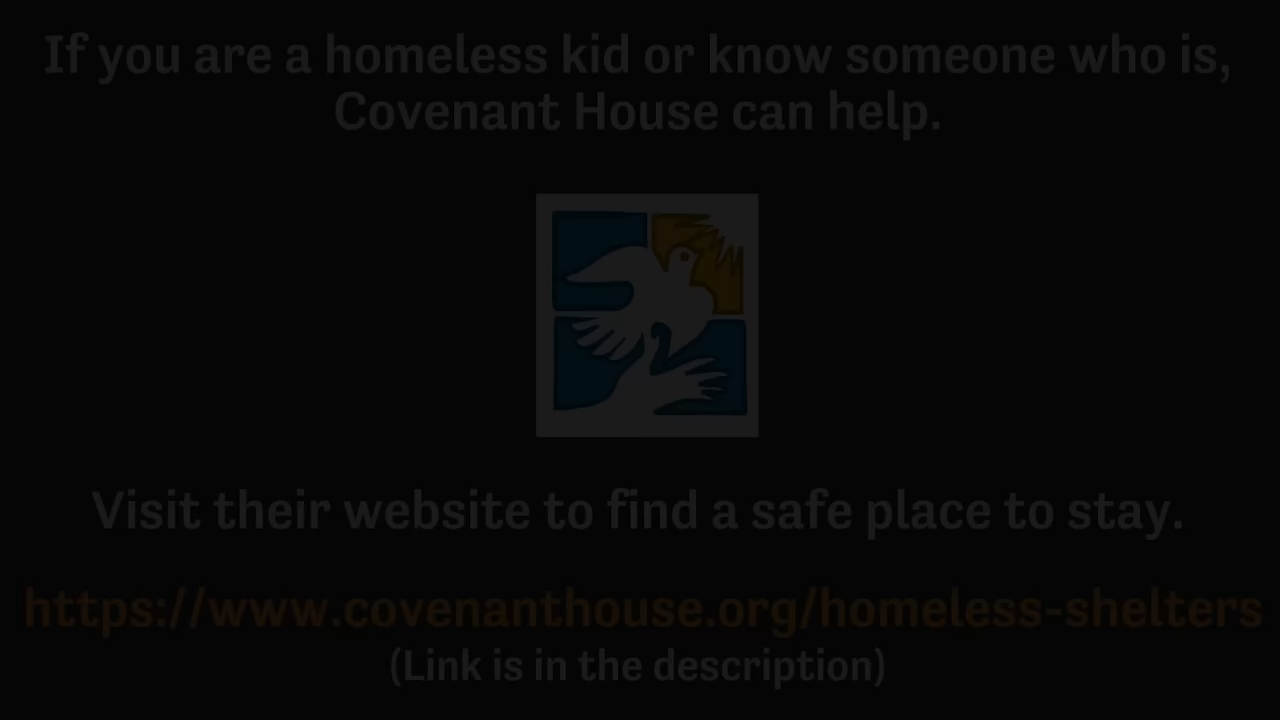 If you are a homeless kid or know someone who is,
Covenant House can help.
Visit their website to find a safe place to stay.
https://www.covenanthouse.org/homeless-shelters
(Link is in the description)